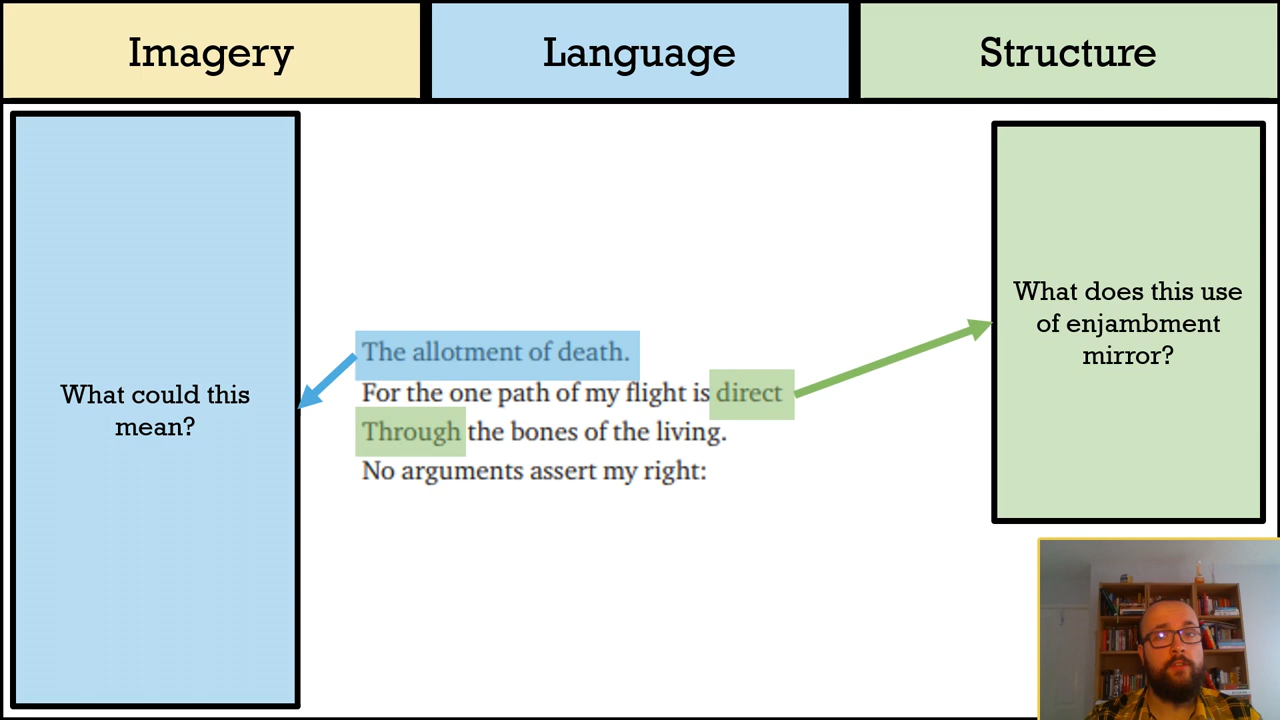 Imagery
Language
Structure
What could this
mean?
The allotment of death.
For the one path of my flight is direct
Through the bones of the living.
No arguments assert my right:
What does this use
of enjambment
mirror?